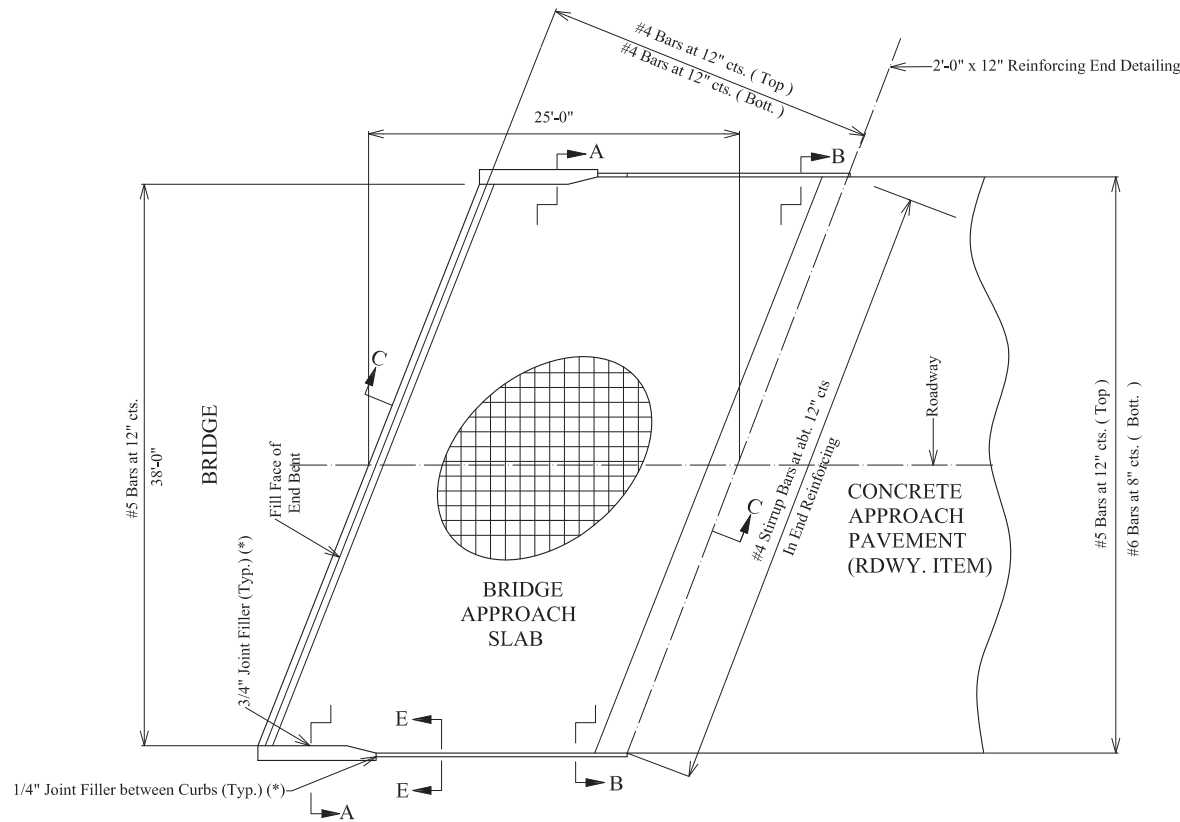 #4 Bars at 12" cts. ( Top )
#4 Bars at 12" cts. ( Bott. )
2'-0" x 12" Reinforcing End Detailing
25'-0"
A
B
C
#5 Bars at 12" cts.
38'-0"
BRIDGE
Fill Face of
End Bent
3/4" Joint Filler (Typ.) (*)
BRIDGE
APPROACH
SLAB
C
#4 Stirrup Bars at abt. 12" cts
In End Reinforcing
Roadway
CONCRETE
APPROACH
PAVEMENT
(RDWY. ITEM)
#5 Bars at 12" cts. ( Top )
#6 Bars at 8" cts. ( Bott. )
E
E
B
1/4" Joint Filler between Curbs (Typ.) (*)
A